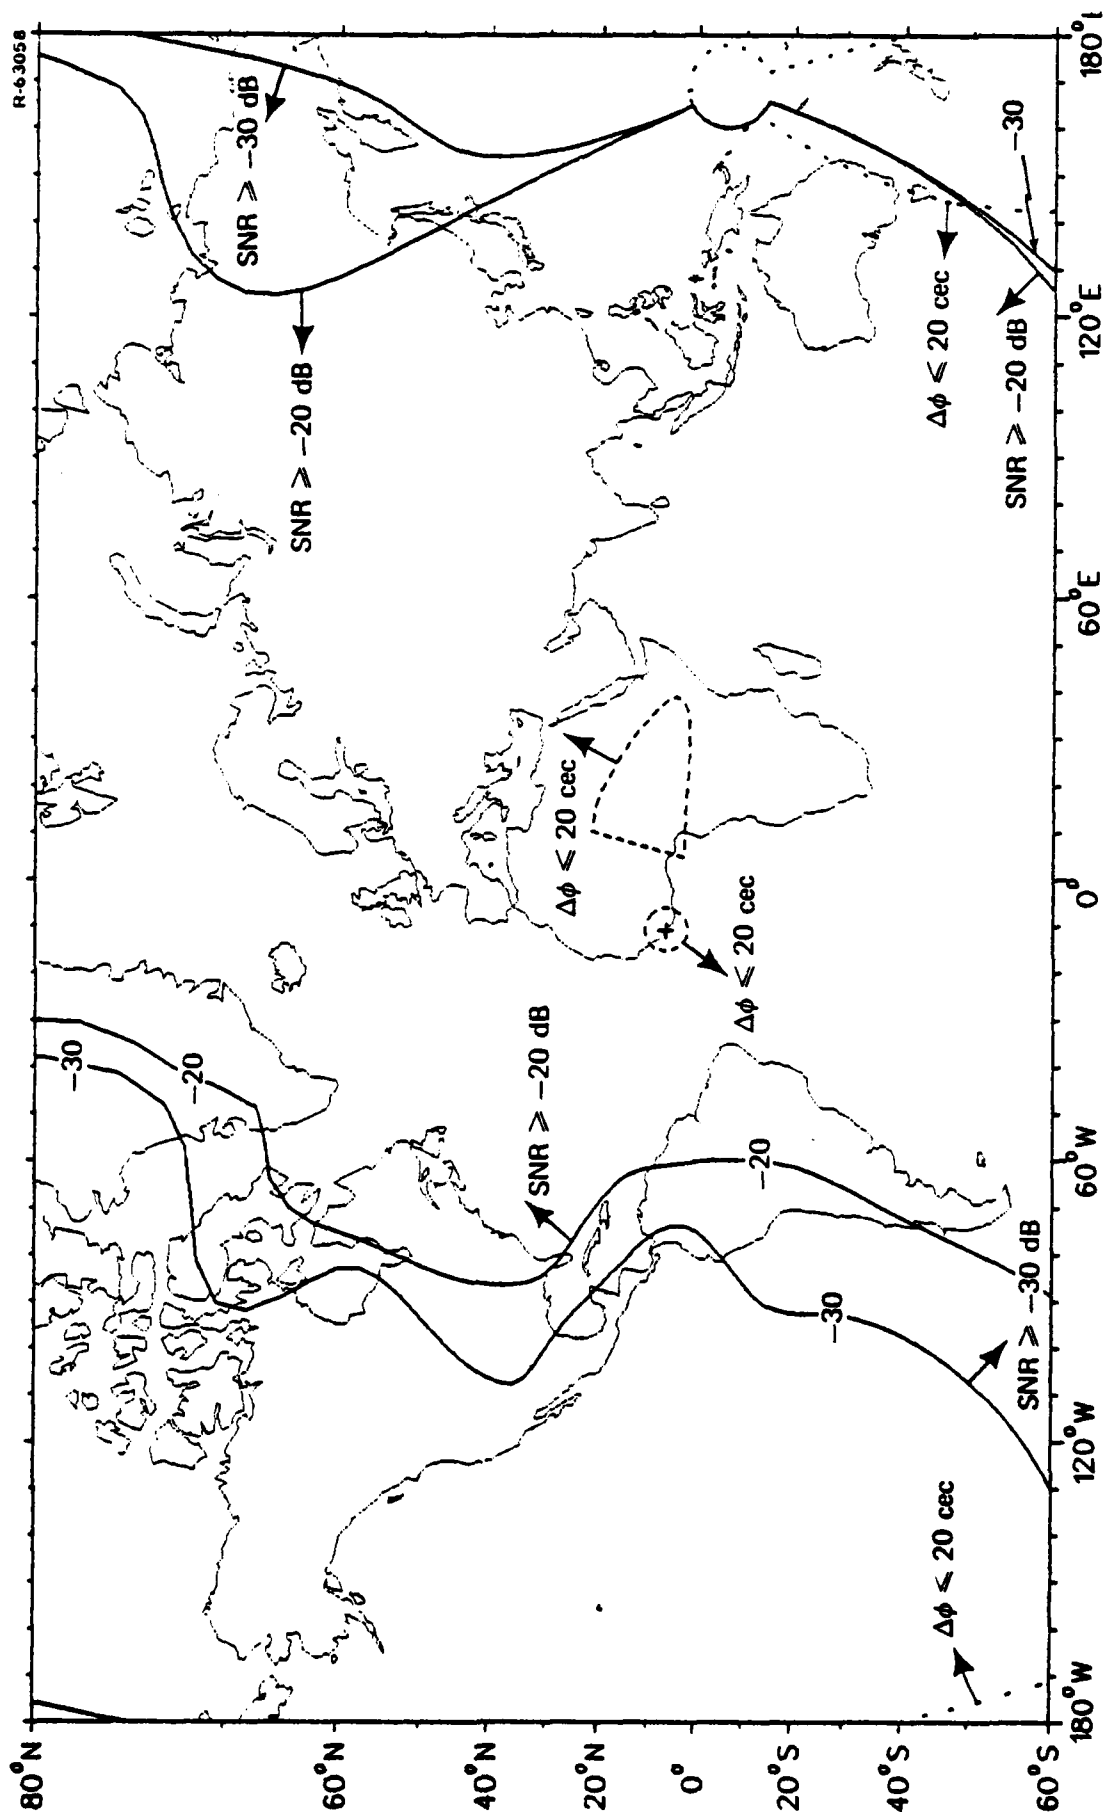 R-63058
80°N
60°N
40°N
20°N
0°
20°S
40°S
60°S
180°W
120°W
60°W
0°
60°E
120°E
180°
-30
-20
SNR ⩾ -20 dB
SNR ⩾ -30 dB
SNR ⩾ -20 dB
Δϕ ⩽ 20 cec
Δϕ ⩽ 20 cec
-20
-30
SNR ⩾ -30 dB
Δϕ ⩽ 20 cec
Δϕ ⩽ 20 cec
SNR ⩾ -20 dB
-30